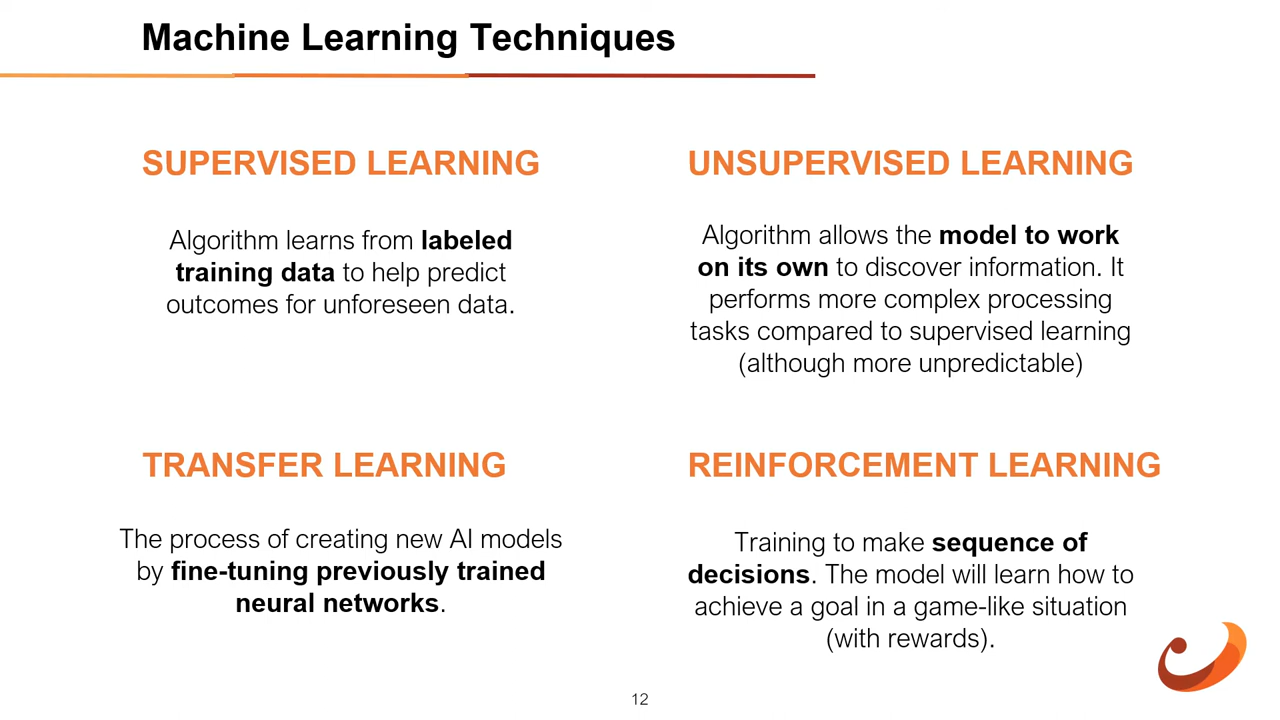 Machine Learning Techniques
SUPERVISED LEARNING
Algorithm learns from labeled
training data to help predict
outcomes for unforeseen data.
UNSUPERVISED LEARNING
Algorithm allows the model to work
on its own to discover information. It
performs more complex processing
tasks compared to supervised learning
(although more unpredictable)
TRANSFER LEARNING
The process of creating new AI models
by fine-tuning previously trained
neural networks.
REINFORCEMENT LEARNING
Training to make sequence of
decisions. The model will learn how to
achieve a goal in a game-like situation
(with rewards).
12